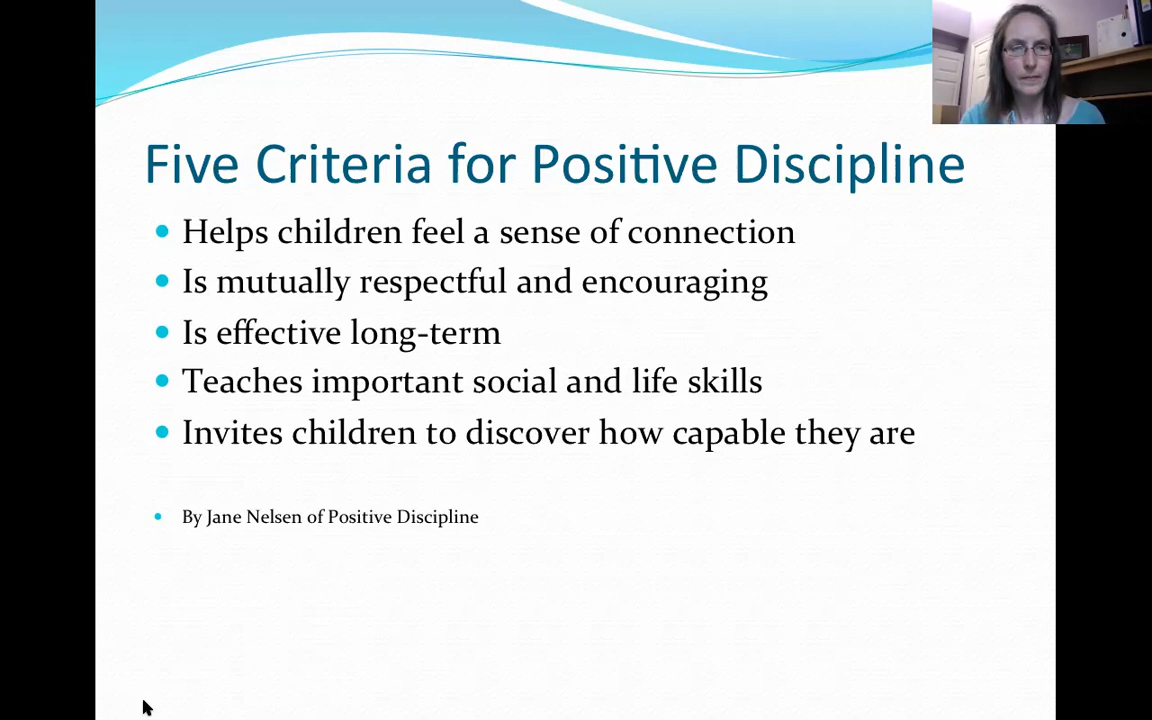 Five Criteria for Positive Discipline
Helps children feel a sense of connection
Is mutually respectful and encouraging
Is effective long-term
Teaches important social and life skills
Invites children to discover how capable they are
By Jane Nelsen of Positive Discipline